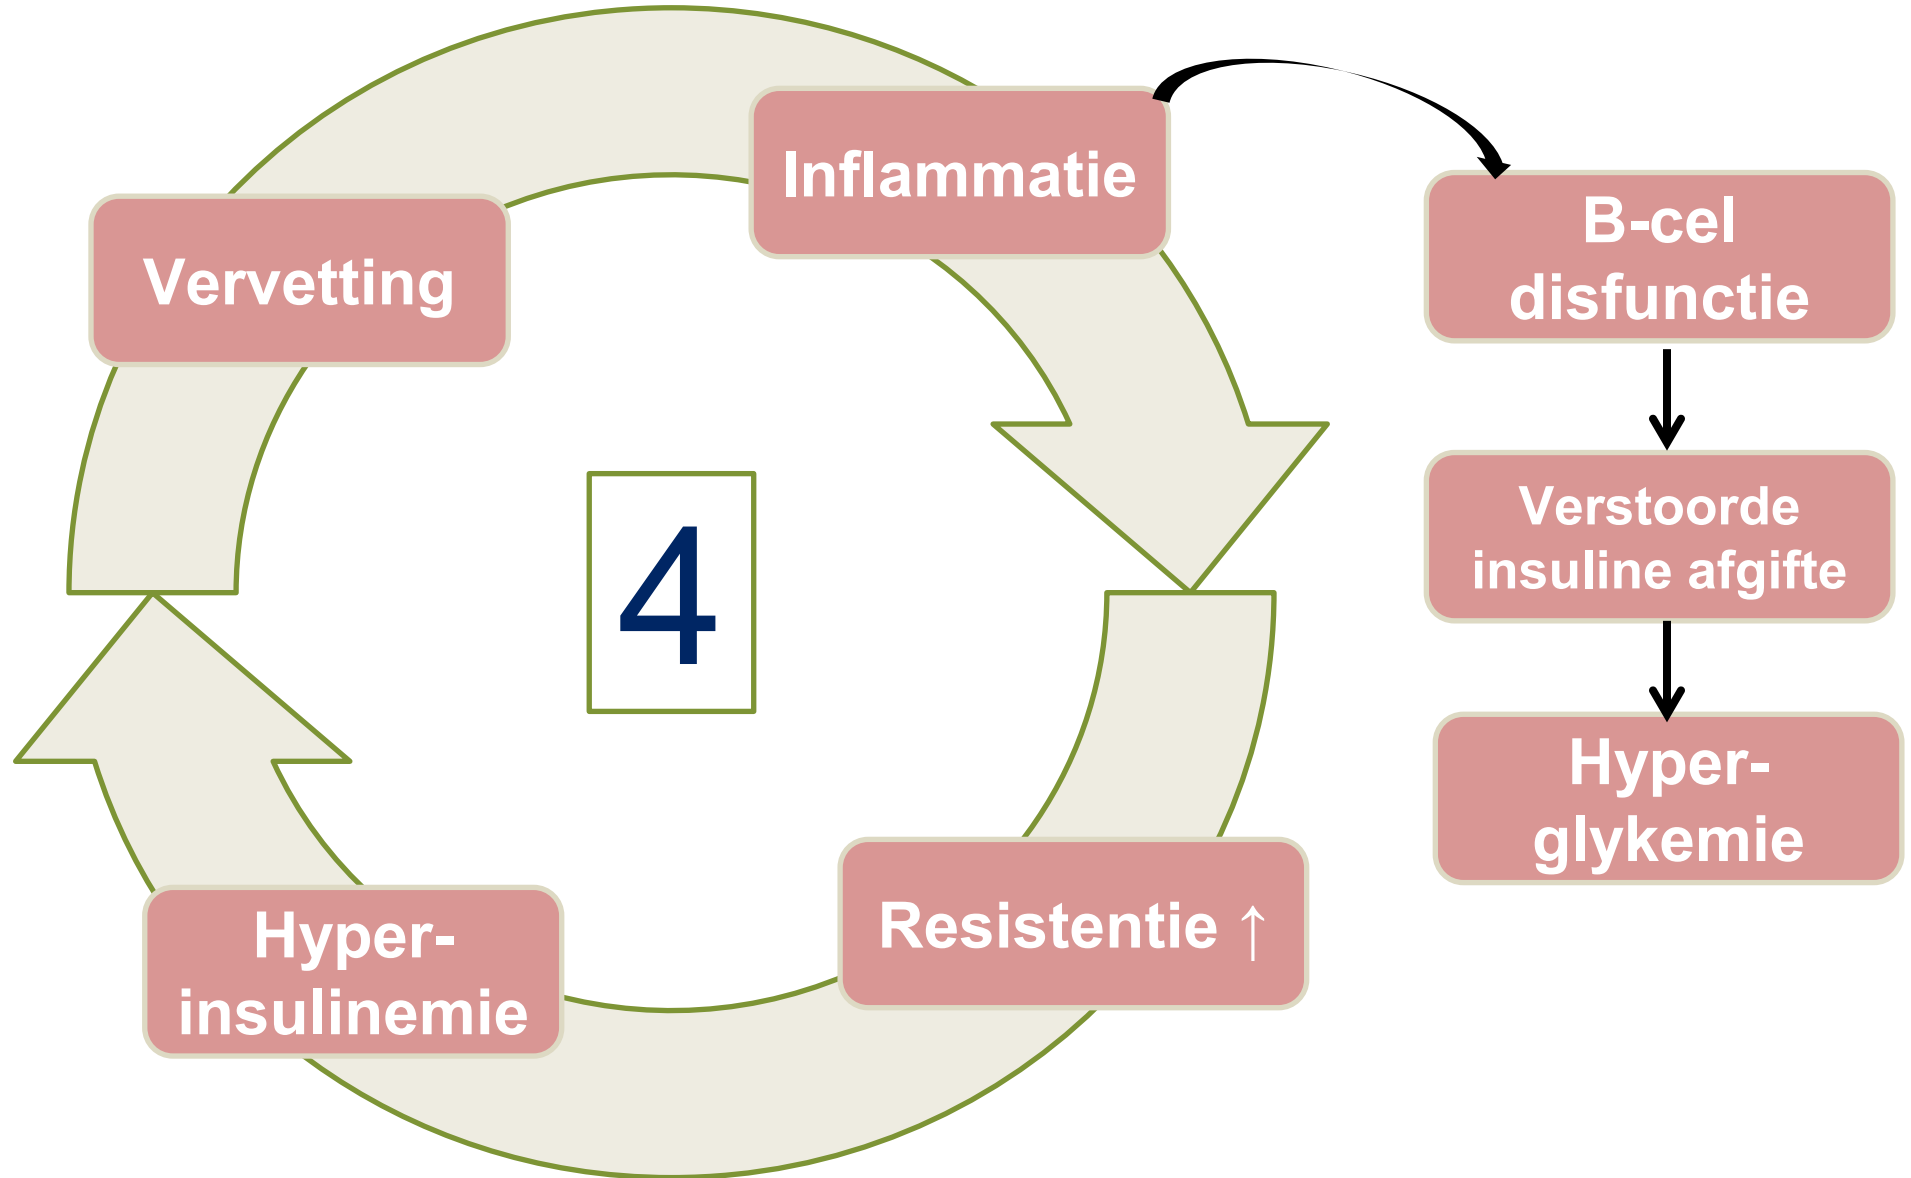 Inflammatie
Vervetting
B-cel
disfunctie
4
Verstoorde
insuline afgifte
Hyper-
glykemie
Resistentie ↑
Hyper-
insulinemie